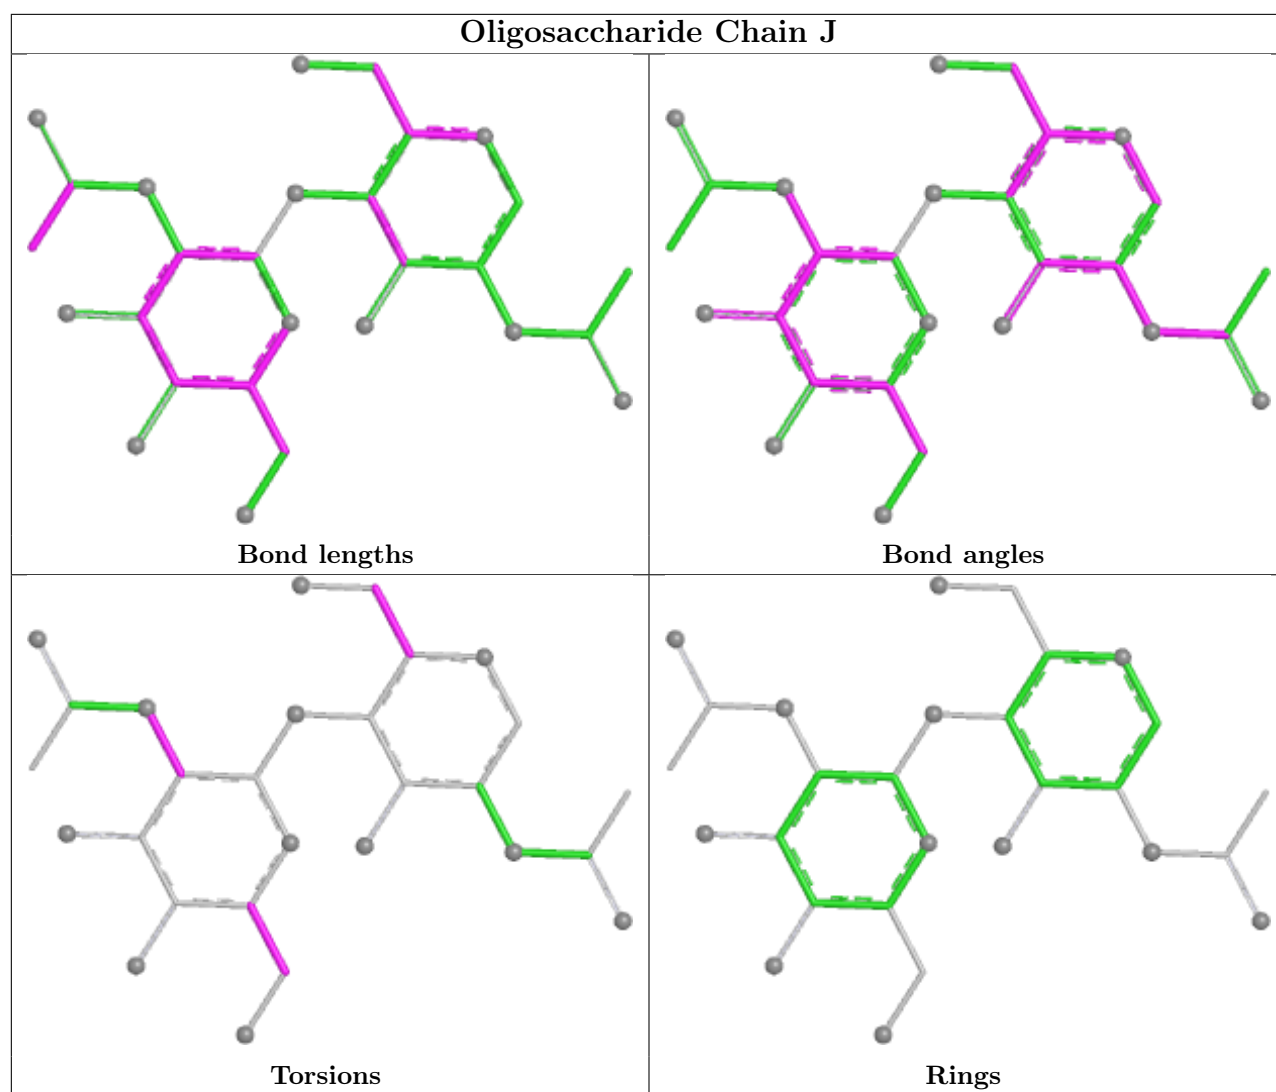 Oligosaccharide Chain J
Bond lengths
Bond angles
Torsions
Rings